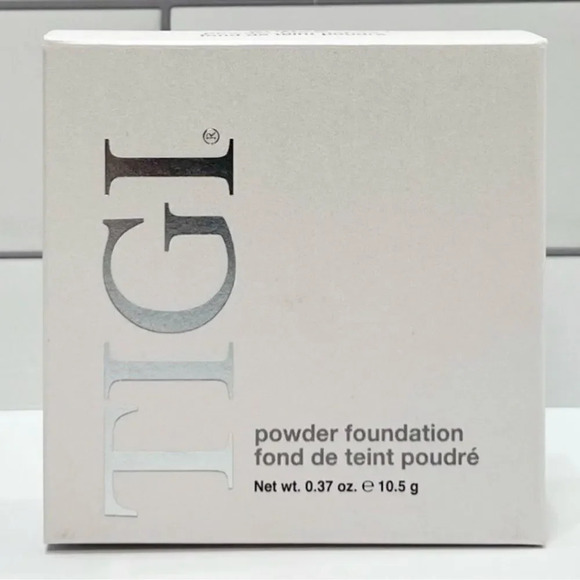 TIGI®
powder foundation
fond de teint poudré
Net wt. 0.37 oz. ℮ 10.5 g